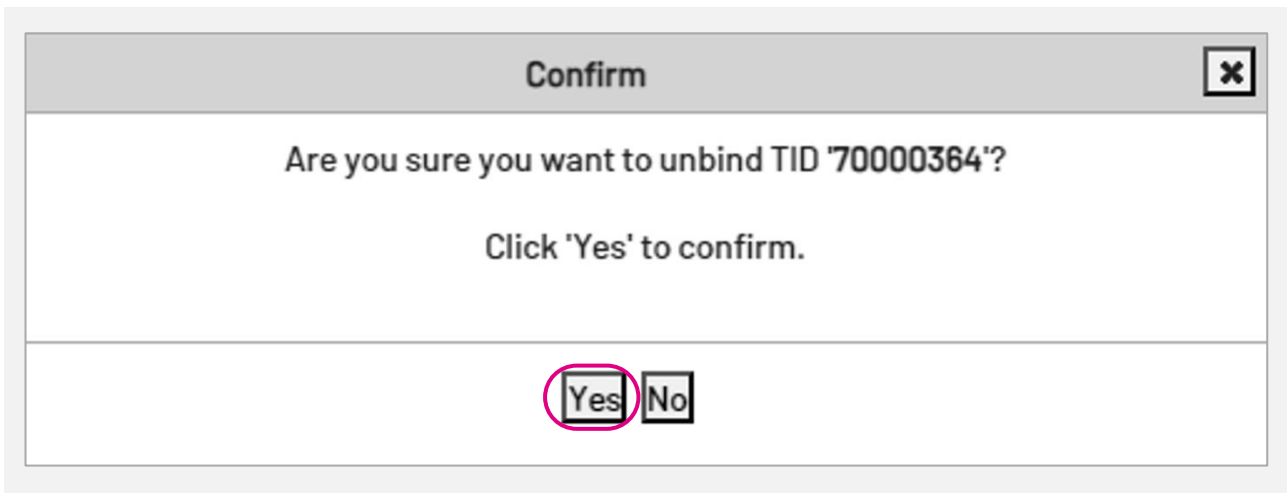 Confirm
Are you sure you want to unbind TID '70000364'?
Click 'Yes' to confirm.
Yes No